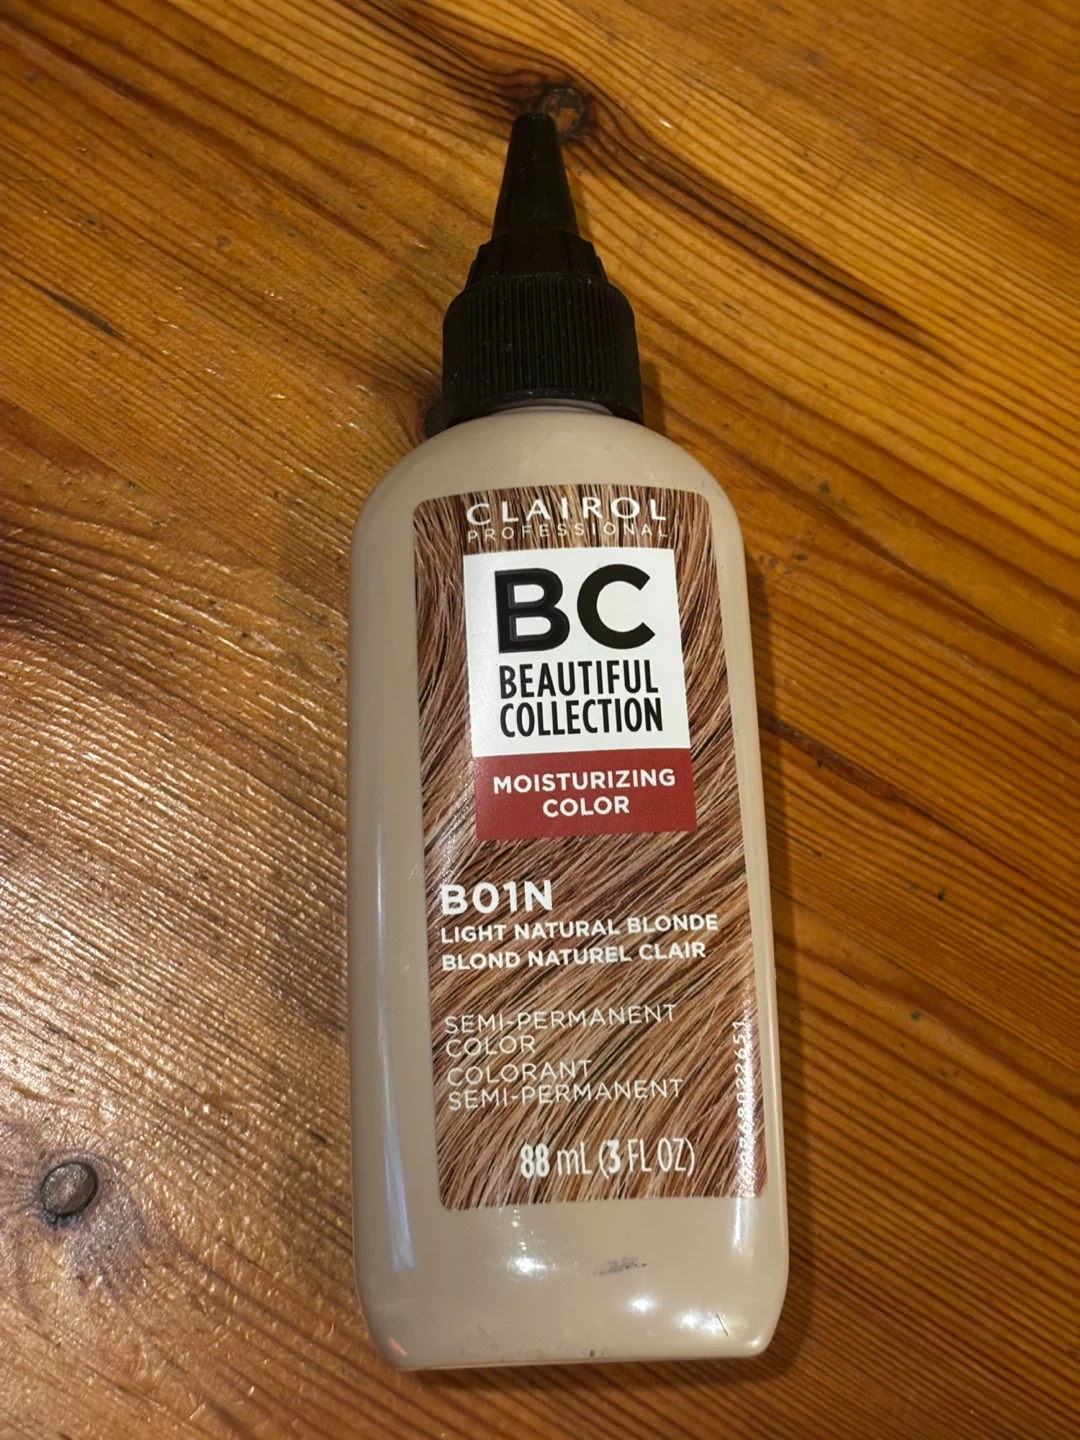 CLAIROL
PROFESSIONAL
BC
BEAUTIFUL
COLLECTION
MOISTURIZING
COLOR
B01N
LIGHT NATURAL BLONDE
BLOND NATUREL CLAIR
SEMI-PERMANENT
COLOR
COLORANT
SEMI-PERMANENT
88 mL (3 FL OZ)